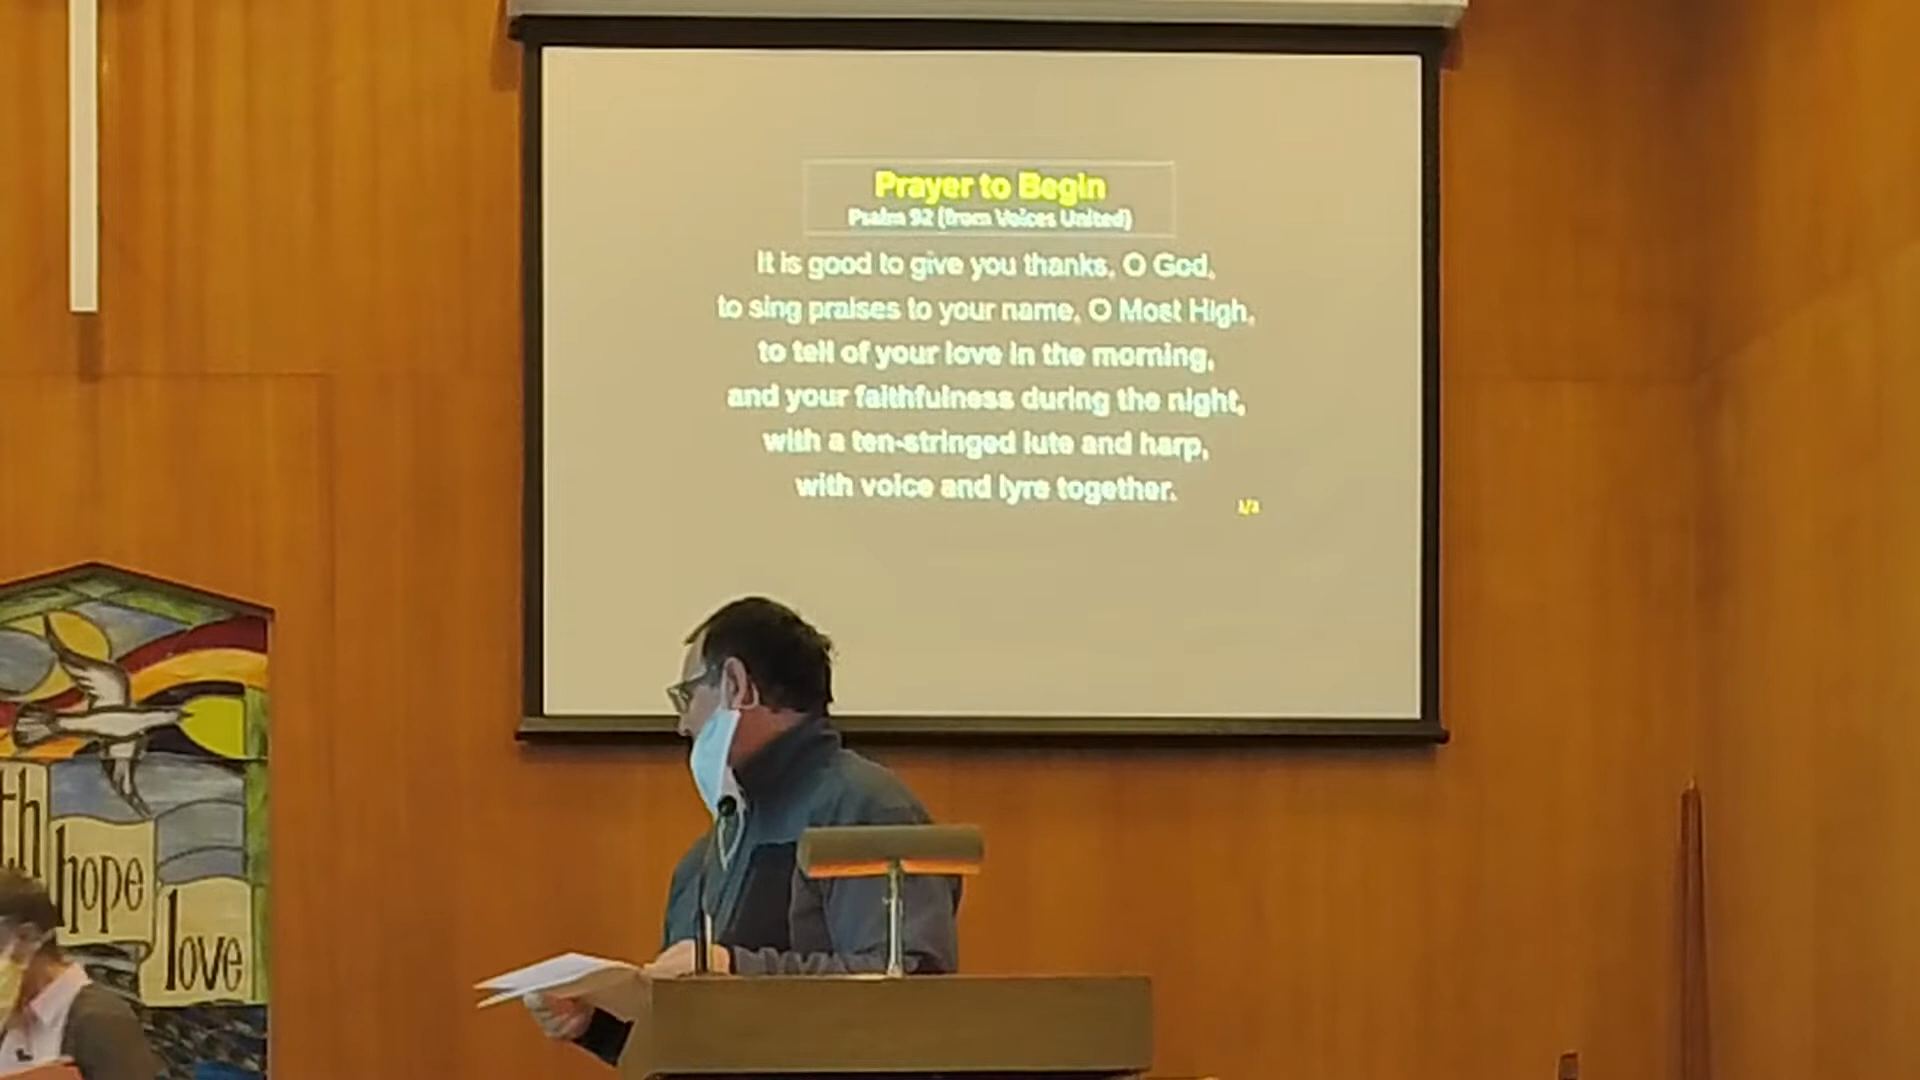 Prayer to Begin
Psalm 92 (from Voices United)
It is good to give you thanks, O God,
to sing praises to your name, O Most High,
to tell of your love in the morning,
and your faithfulness during the night,
with a ten-stringed lute and harp,
with voice and lyre together.
th
hope
love